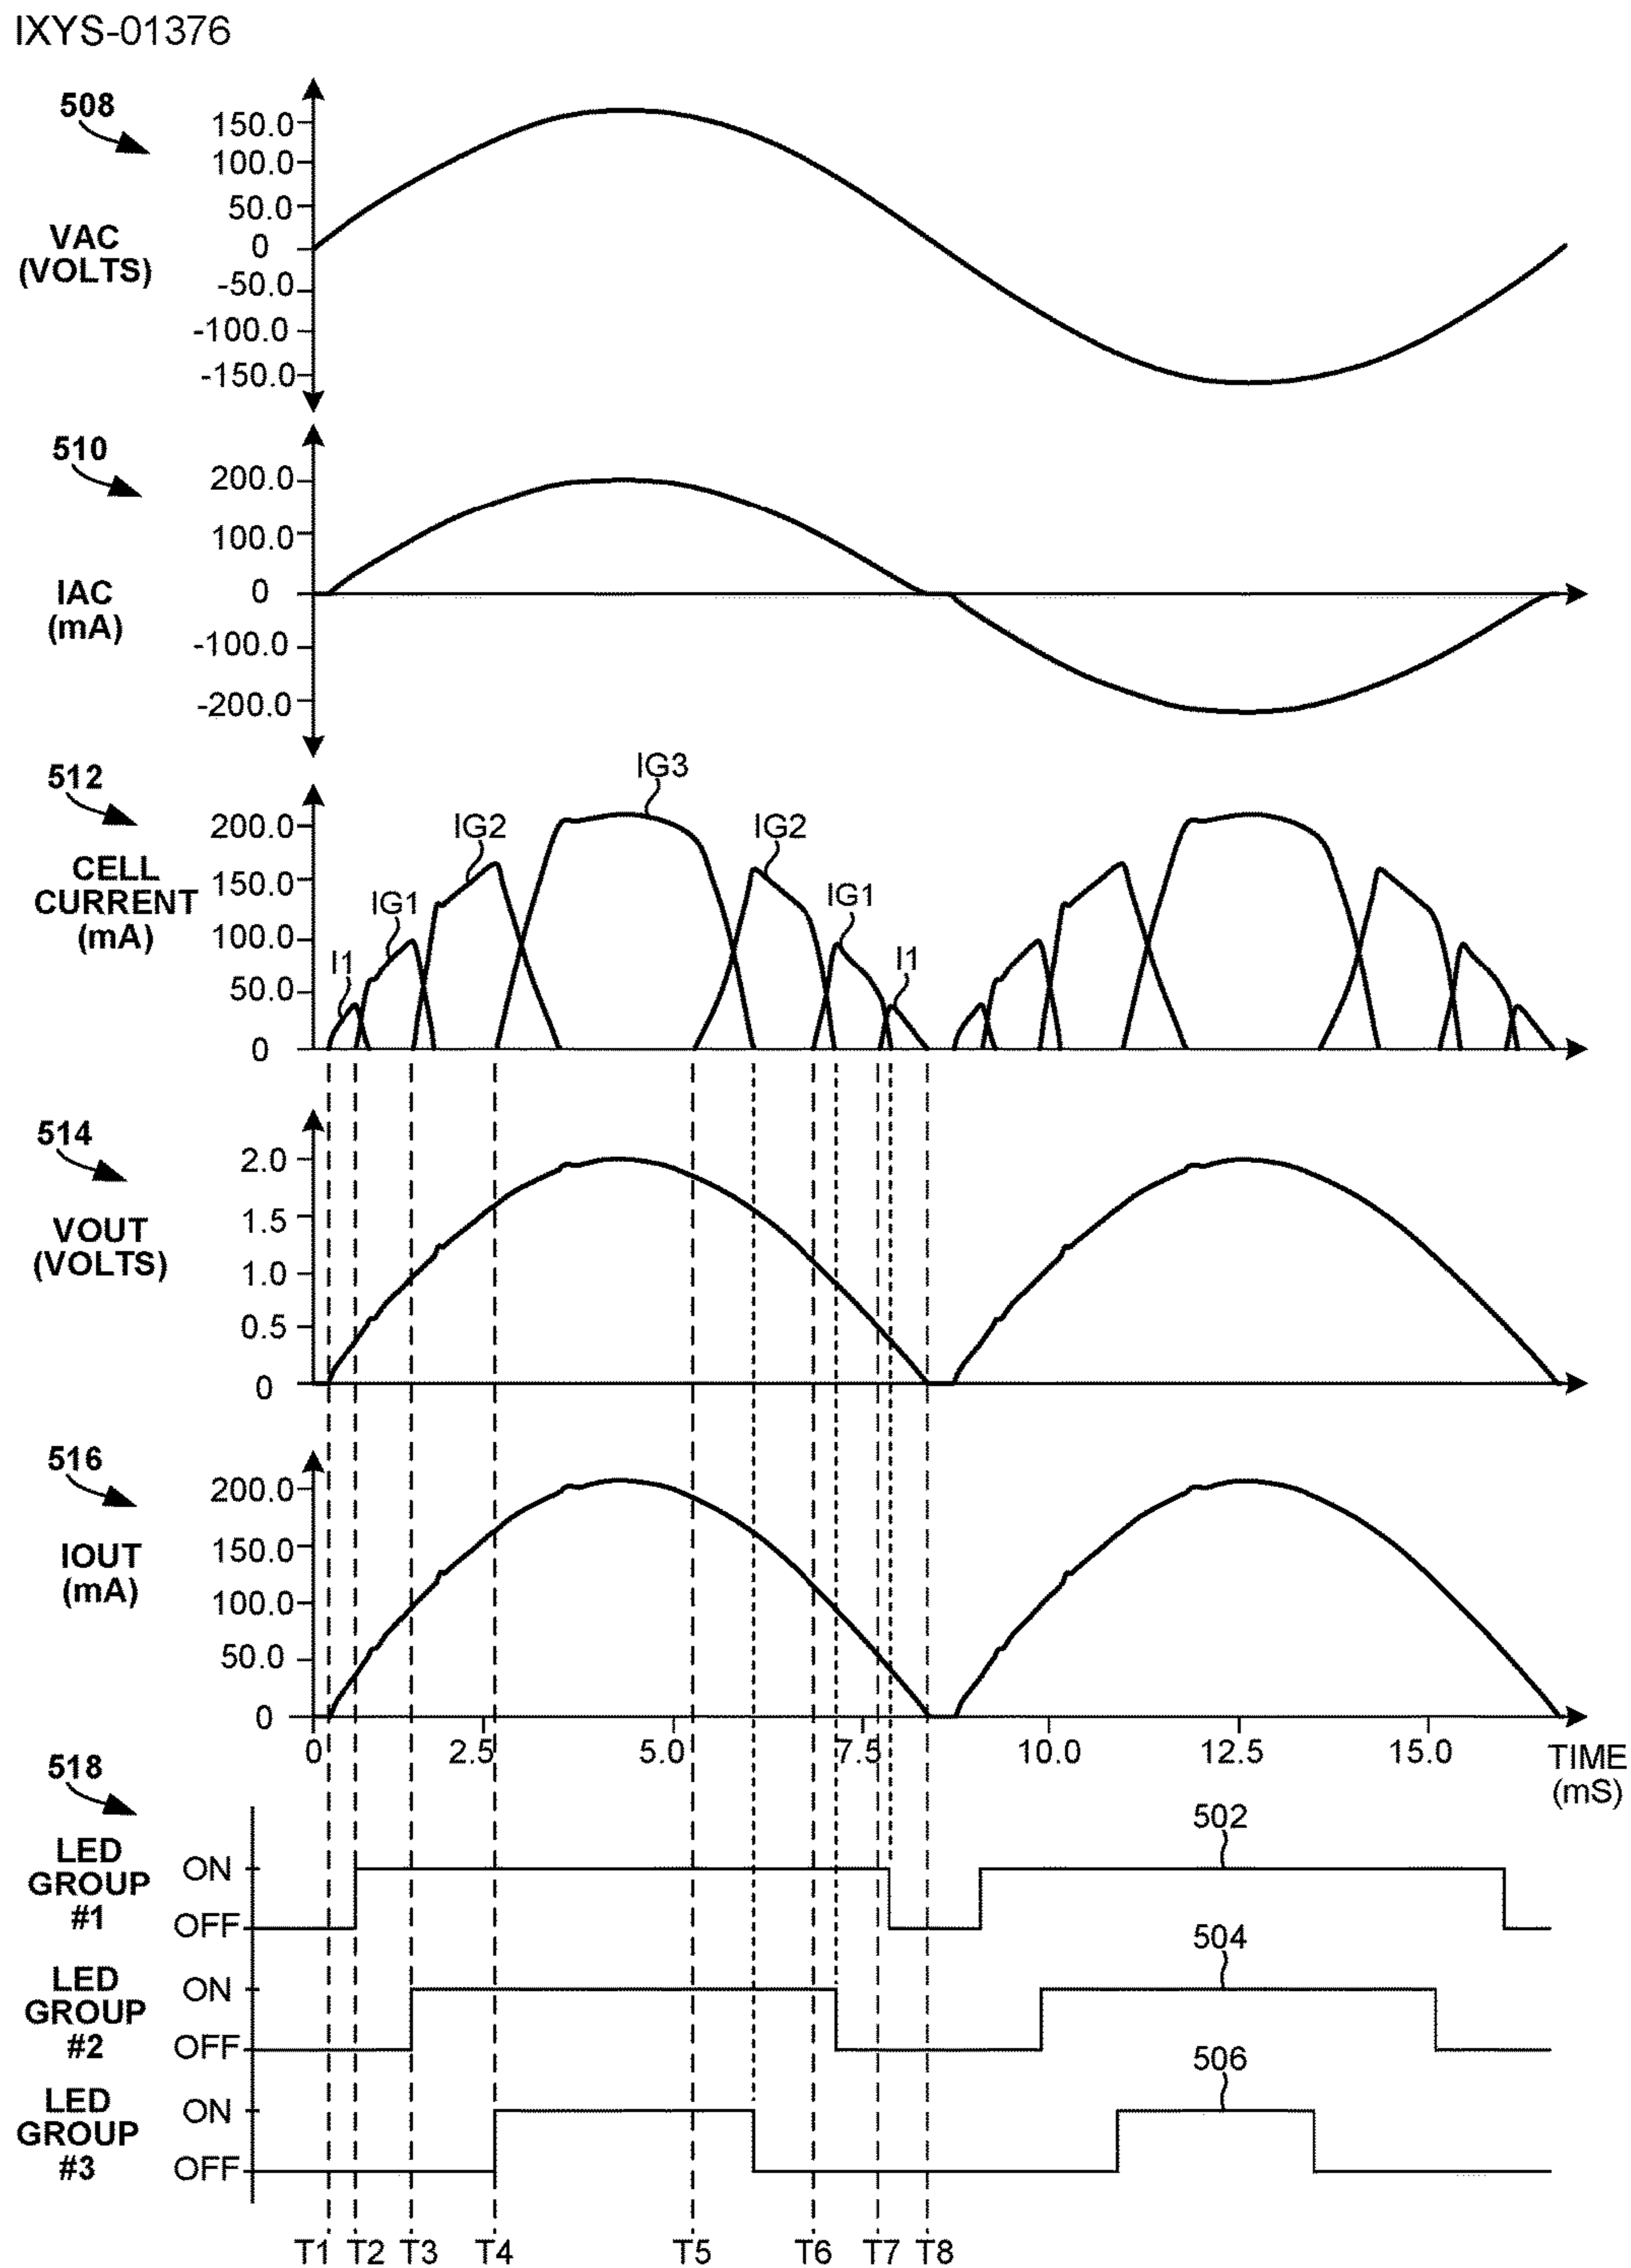 IXYS-01376
508
VAC
(VOLTS)
150.0
100.0
50.0
0
-50.0
-100.0
-150.0
510
IAC
(mA)
200.0
100.0
0
-100.0
-200.0
512
CELL
CURRENT
(mA)
200.0
150.0
100.0
50.0
0
I1
IG1
IG2
IG3
IG2
IG1
I1
514
VOUT
(VOLTS)
2.0
1.5
1.0
0.5
0
516
IOUT
(mA)
200.0
150.0
100.0
50.0
0
0 2.5 5.0 7.5 10.0 12.5 15.0 TIME
(mS)
518
LED
GROUP
#1
ON
OFF
502
LED
GROUP
#2
ON
OFF
504
LED
GROUP
#3
ON
OFF
506
T1 T2 T3 T4 T5 T6 T7 T8